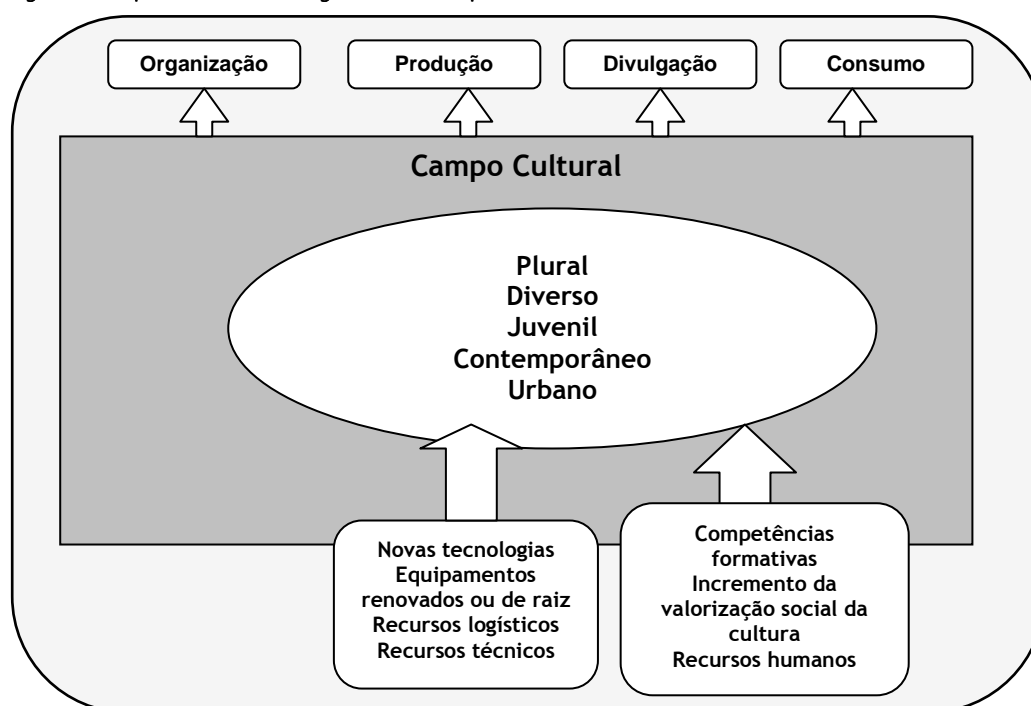 Organização
Produção
Divulgação
Consumo
Campo Cultural
Plural
Diverso
Juvenil
Contemporâneo
Urbano
Novas tecnologias
Equipamentos
renovados ou de raiz
Recursos logísticos
Recursos técnicos
Competências
formativas
Incremento da
valorização social da
cultura
Recursos humanos